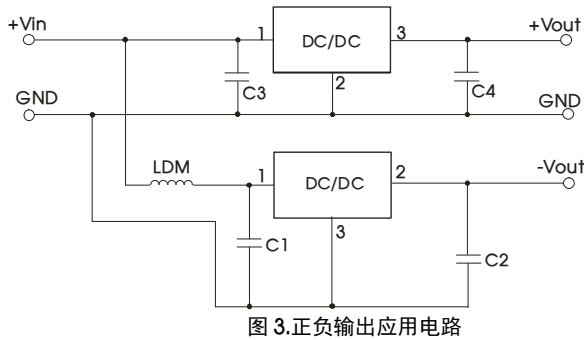 +Vin
1
DC/DC
3
+Vout
C3
2
C4
GND
GND
LDM
1
DC/DC
2
-Vout
3
C1
C2
图 3.正负输出应用电路